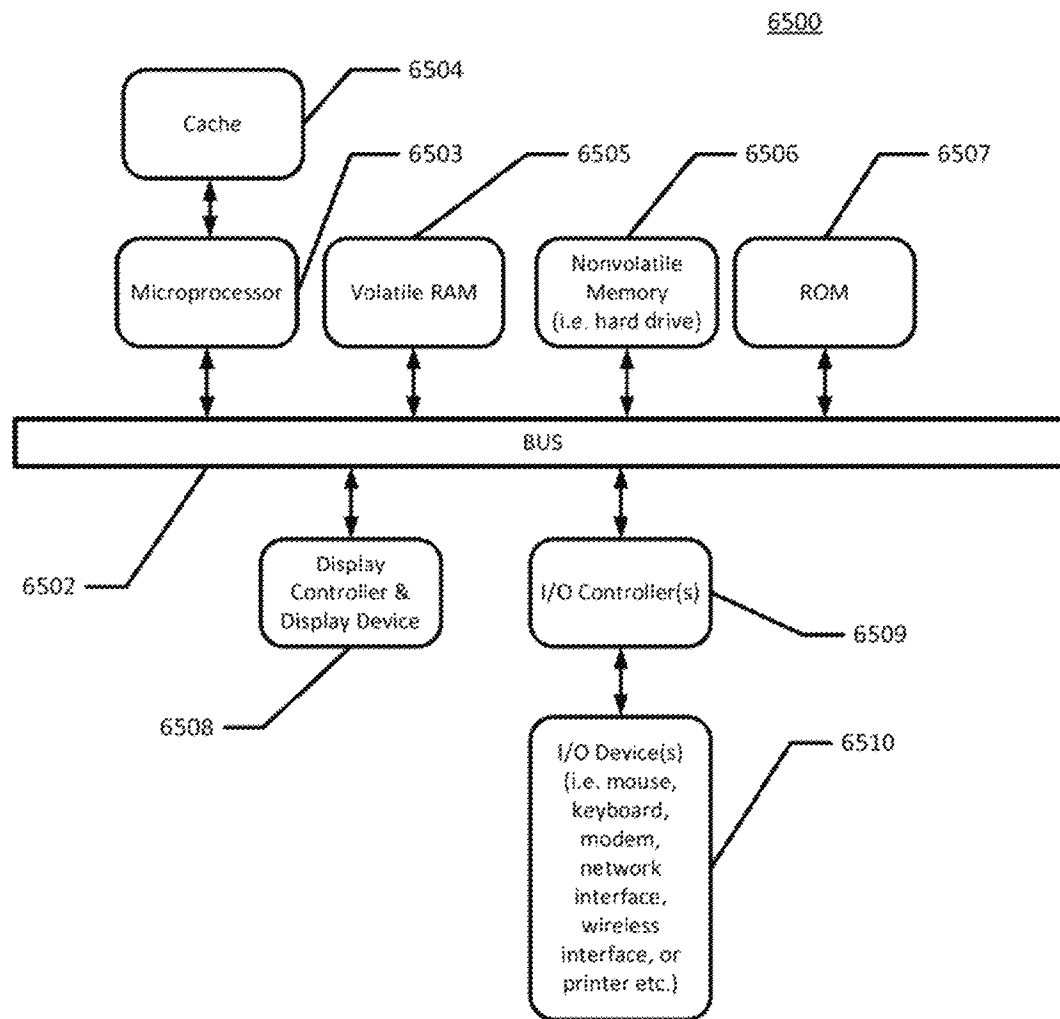 6500
6504
Cache
6503
6505
6506
6507
Microprocessor
Volatile RAM
Nonvolatile
Memory
(i.e. hard drive)
ROM
BUS
6502
Display
Controller &
Display Device
I/O Controller(s)
6509
6508
I/O Device(s)
(i.e. mouse,
keyboard,
modem,
network
interface,
wireless
interface, or
printer etc.)
6510